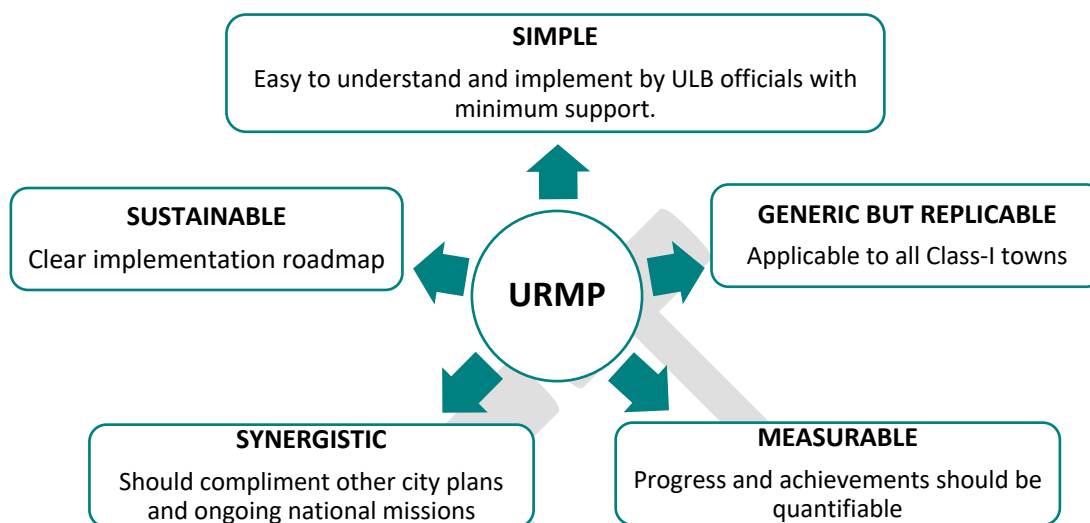 SIMPLE
Easy to understand and implement by ULB officials with
minimum support.
SUSTAINABLE
Clear implementation roadmap
GENERIC BUT REPLICABLE
Applicable to all Class-I towns
URMP
SYNERGISTIC
Should compliment other city plans
and ongoing national missions
MEASURABLE
Progress and achievements should be
quantifiable